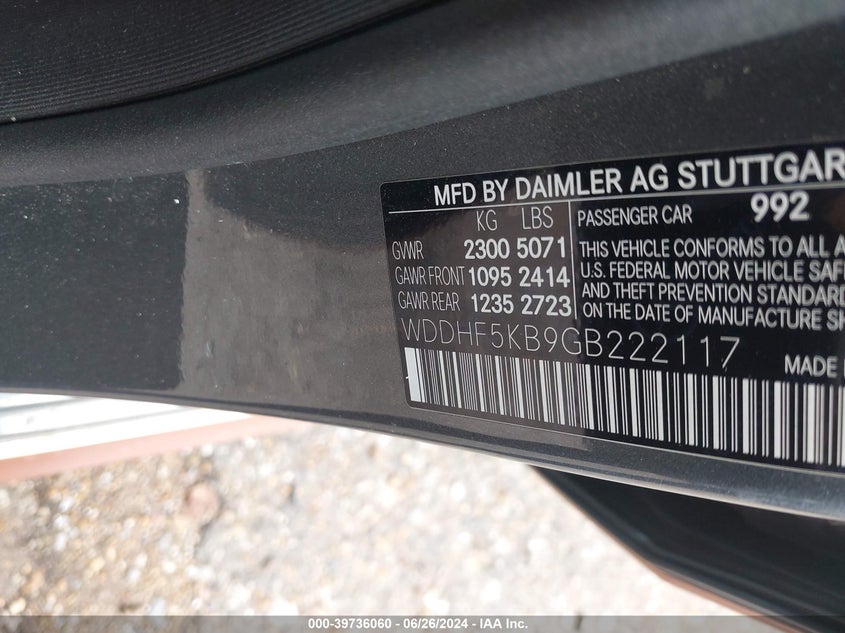 MFD BY DAIMLER AG STUTTGAR
KG LBS
GVWR 2300 5071
GAWR FRONT 1095 2414
GAWR REAR 1235 2723
PASSENGER CAR 992
THIS VEHICLE CONFORMS TO ALL A
U.S. FEDERAL MOTOR VEHICLE SAF
AND THEFT PREVENTION STANDARD
ON THE DATE OF MANUFACTURE SH
WDDHF5KB9GB222117
MADE
000-39736060 - 06/26/2024 - IAA Inc.